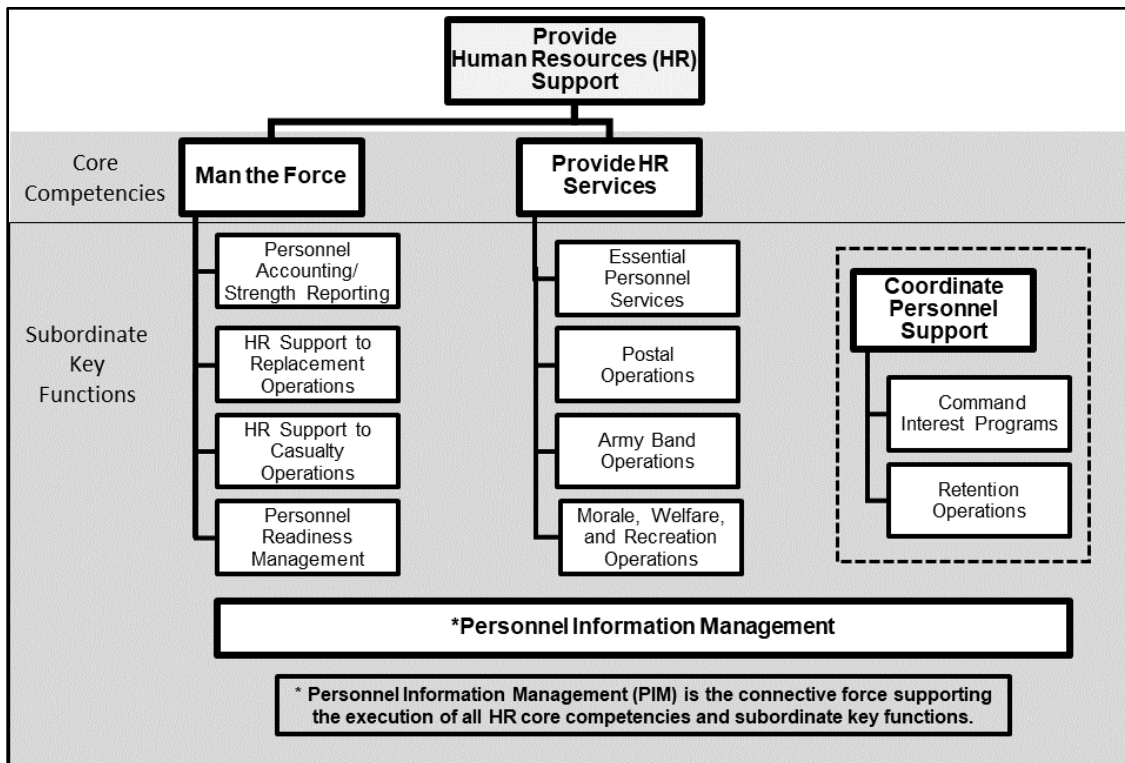 Provide
Human Resources (HR)
Support
Core
Competencies
Man the Force
Provide HR
Services
Subordinate
Key
Functions
Personnel
Accounting/
Strength Reporting
HR Support to
Replacement
Operations
HR Support to
Casualty
Operations
Personnel
Readiness
Management
Essential
Personnel
Services
Postal
Operations
Army Band
Operations
Morale, Welfare,
and Recreation
Operations
Coordinate
Personnel
Support
Command
Interest Programs
Retention
Operations
*Personnel Information Management
* Personnel Information Management (PIM) is the connective force supporting
the execution of all HR core competencies and subordinate key functions.